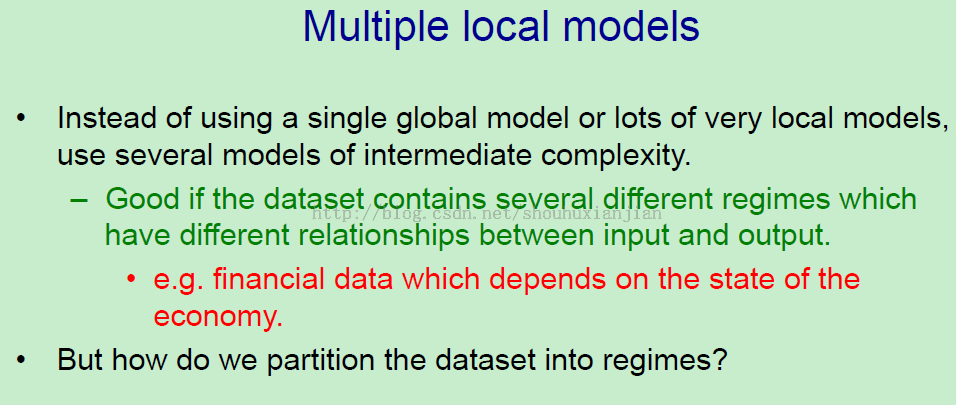 Multiple local models
• Instead of using a single global model or lots of very local models,
use several models of intermediate complexity.
– Good if the dataset contains several different regimes which
http://blog.csdn.net/shouhuxianjian
have different relationships between input and output.
• e.g. financial data which depends on the state of the
economy.
• But how do we partition the dataset into regimes?